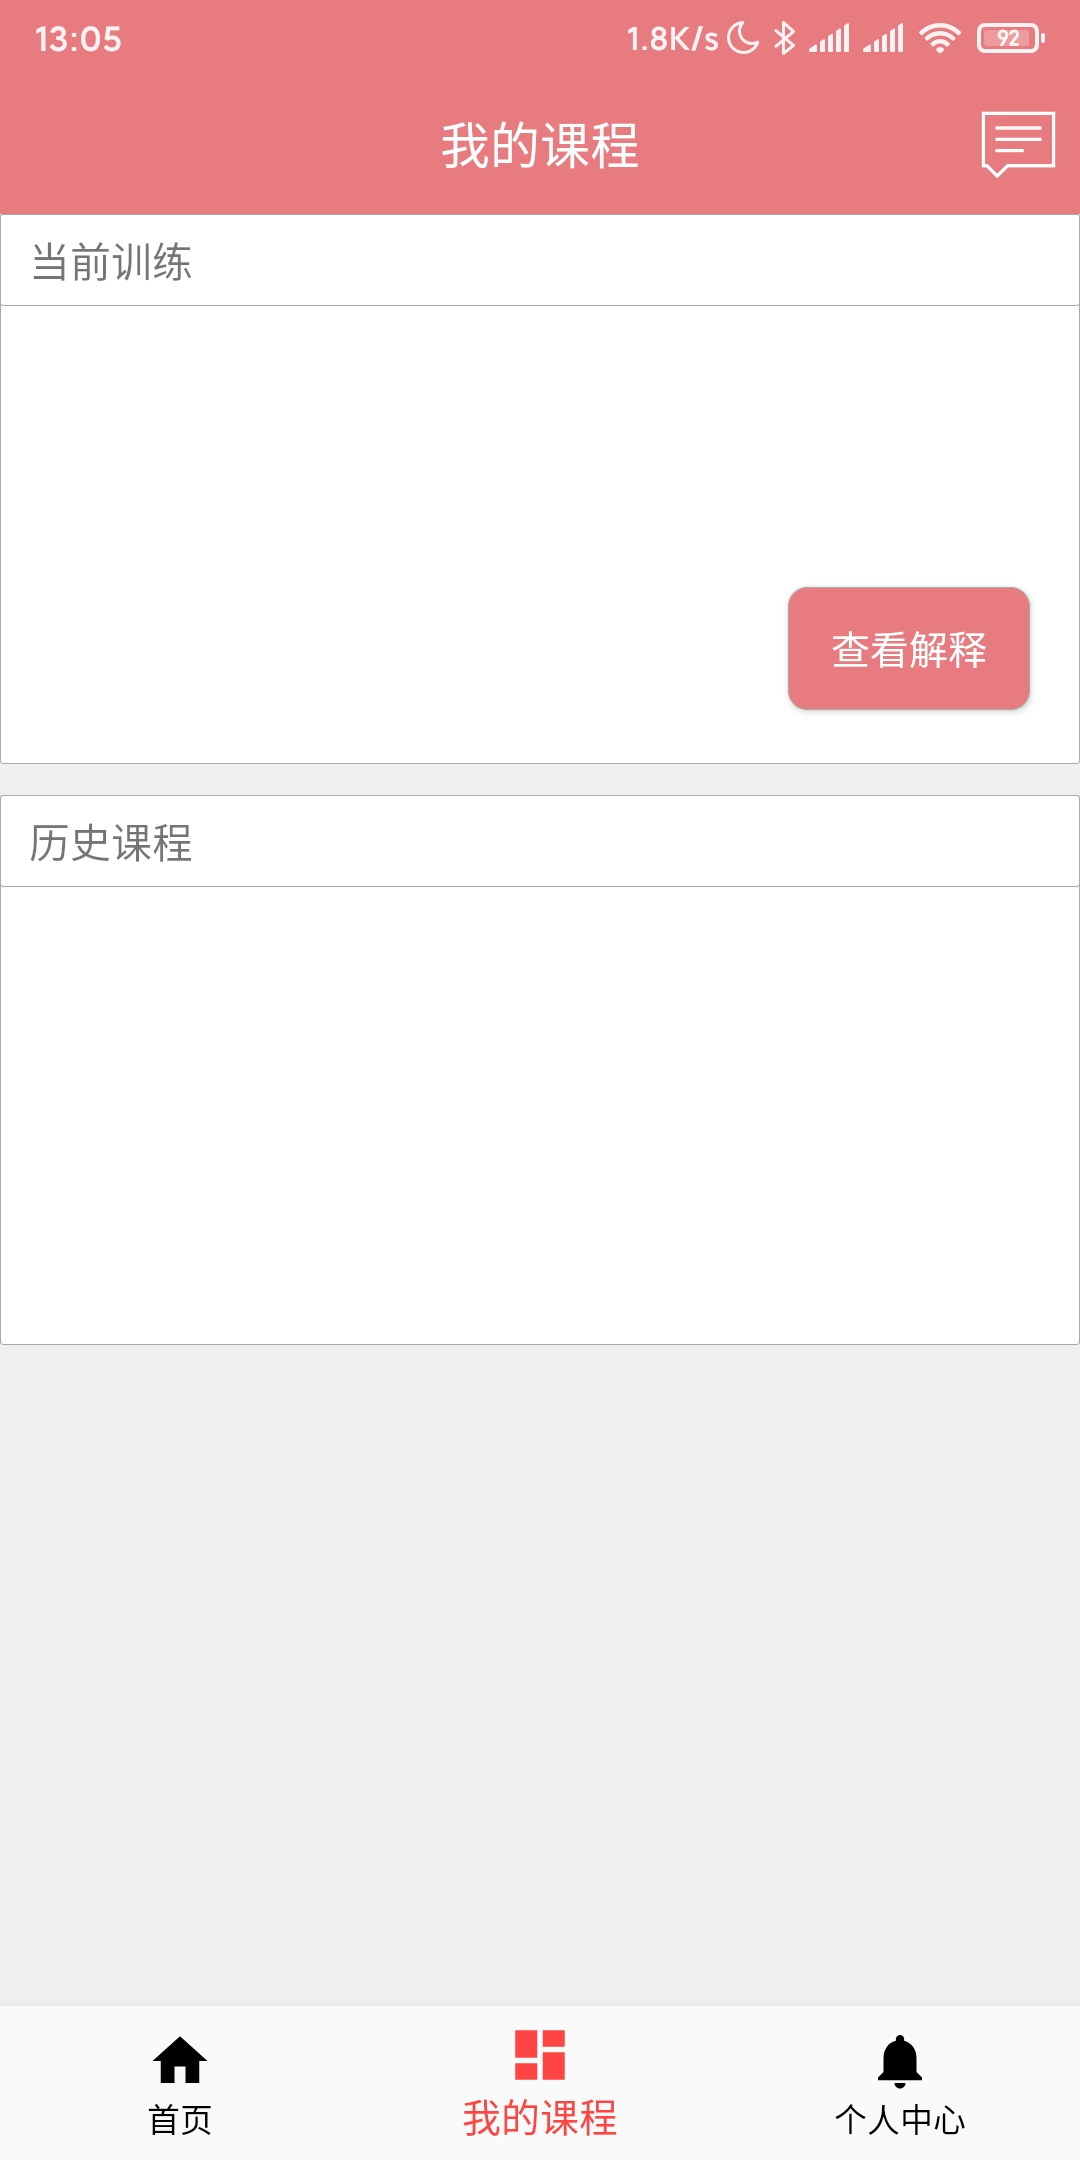 13:05 1.8K/s 92
我的课程
当前训练
查看解释
历史课程
首页 我的课程 个人中心